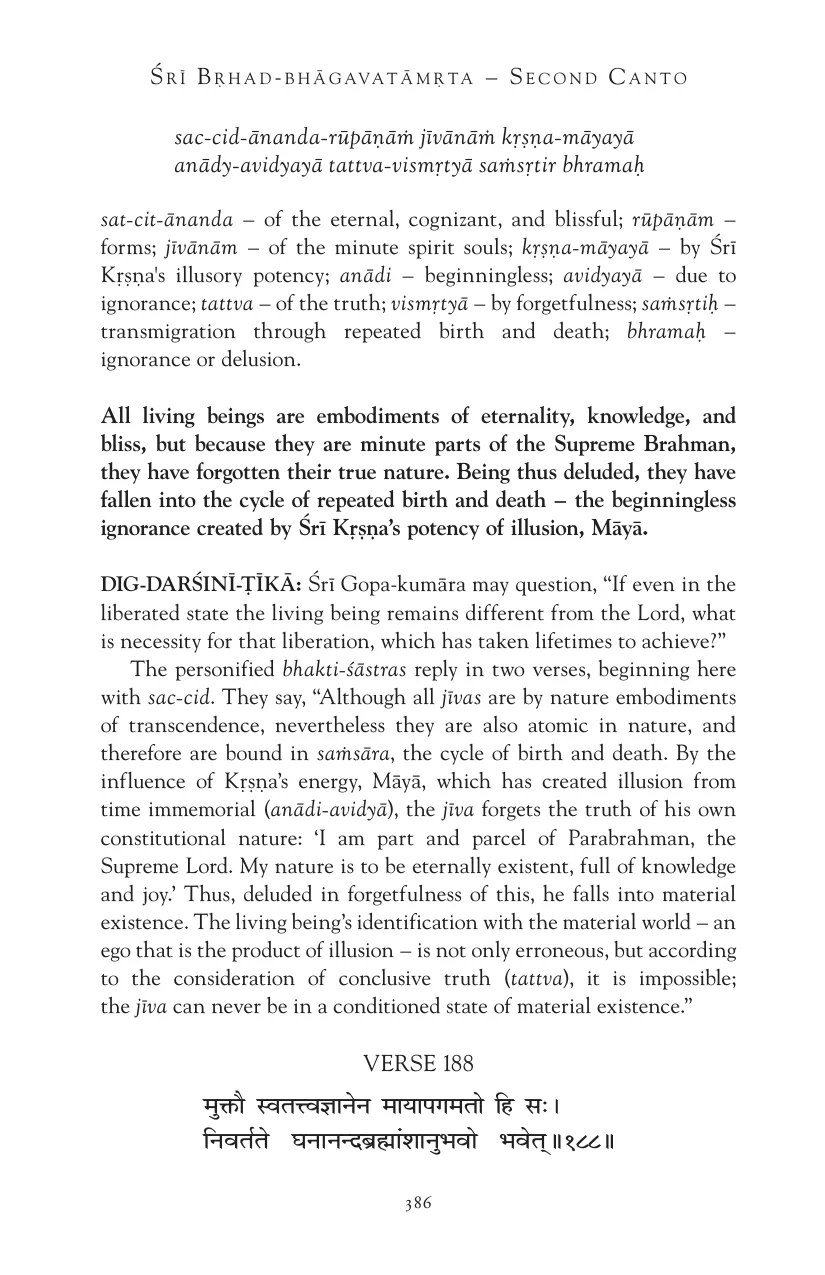 ŚRĪ BṚHAD-BHĀGAVATĀMṚTA – SECOND CANTO
sac-cid-ānanda-rūpāṇāṁ jīvānāṁ kṛṣṇa-māyayā
anādy-avidyayā tattva-vismṛtyā saṁsṛtir bhramaḥ
sat-cit-ānanda – of the eternal, cognizant, and blissful; rūpāṇām –
forms; jīvānām – of the minute spirit souls; kṛṣṇa-māyayā – by Śrī
Kṛṣṇa's illusory potency; anādi – beginningless; avidyayā – due to
ignorance; tattva – of the truth; vismṛtyā – by forgetfulness; saṁsṛtiḥ –
transmigration through repeated birth and death; bhramaḥ –
ignorance or delusion.
All living beings are embodiments of eternality, knowledge, and
bliss, but because they are minute parts of the Supreme Brahman,
they have forgotten their true nature. Being thus deluded, they have
fallen into the cycle of repeated birth and death – the beginningless
ignorance created by Śrī Kṛṣṇa’s potency of illusion, Māyā.
DIG-DARŚINĪ-ṬĪKĀ: Śrī Gopa-kumāra may question, “If even in the
liberated state the living being remains different from the Lord, what
is necessity for that liberation, which has taken lifetimes to achieve?”
The personified bhakti-śāstras reply in two verses, beginning here
with sac-cid. They say, “Although all jīvas are by nature embodiments
of transcendence, nevertheless they are also atomic in nature, and
therefore are bound in saṁsāra, the cycle of birth and death. By the
influence of Kṛṣṇa’s energy, Māyā, which has created illusion from
time immemorial (anādi-avidyā), the jīva forgets the truth of his own
constitutional nature: ‘I am part and parcel of Parabrahman, the
Supreme Lord. My nature is to be eternally existent, full of knowledge
and joy.’ Thus, deluded in forgetfulness of this, he falls into material
existence. The living being’s identification with the material world – an
ego that is the product of illusion – is not only erroneous, but according
to the consideration of conclusive truth (tattva), it is impossible;
the jīva can never be in a conditioned state of material existence.”
VERSE 188
मुक्तौ स्वतत्त्वज्ञानेन मायापगमतो हि सः।
निवर्तते घनानन्दब्रह्मांशानुभवो भवेत्॥१८८॥
386